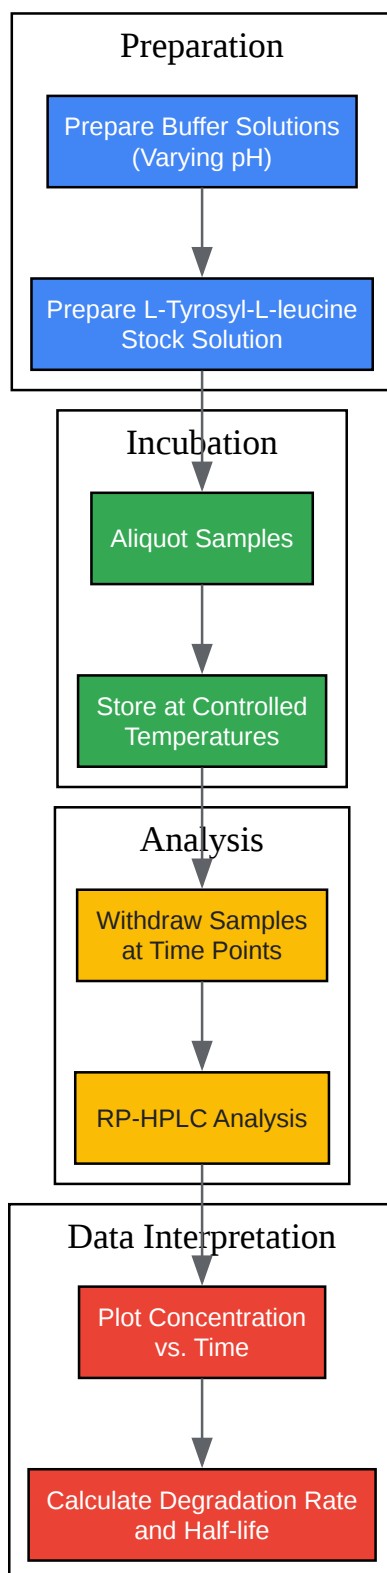 Preparation
Prepare Buffer Solutions
(Varying pH)
Prepare L-Tyrosyl-L-leucine
Stock Solution
Incubation
Aliquot Samples
Store at Controlled
Temperatures
Analysis
Withdraw Samples
at Time Points
RP-HPLC Analysis
Data Interpretation
Plot Concentration
vs. Time
Calculate Degradation Rate
and Half-life